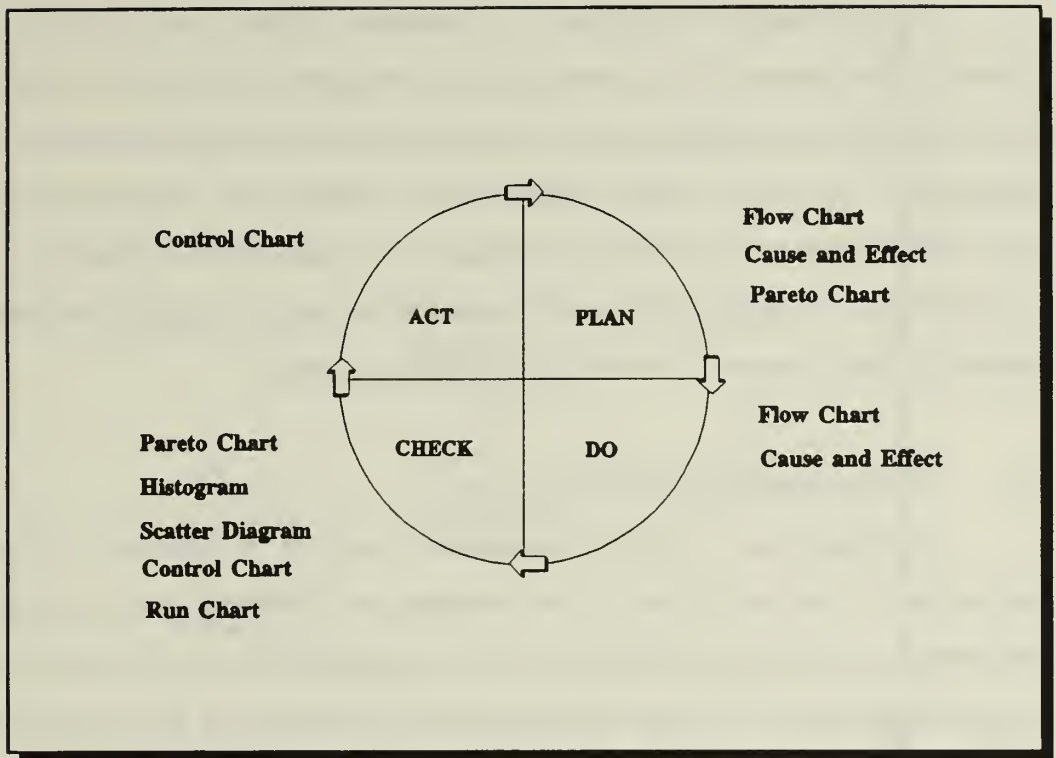 Control Chart
Flow Chart
Cause and Effect
Pareto Chart
ACT
PLAN
Flow Chart
Cause and Effect
Pareto Chart
Histogram
Scatter Diagram
Control Chart
Run Chart
CHECK
DO